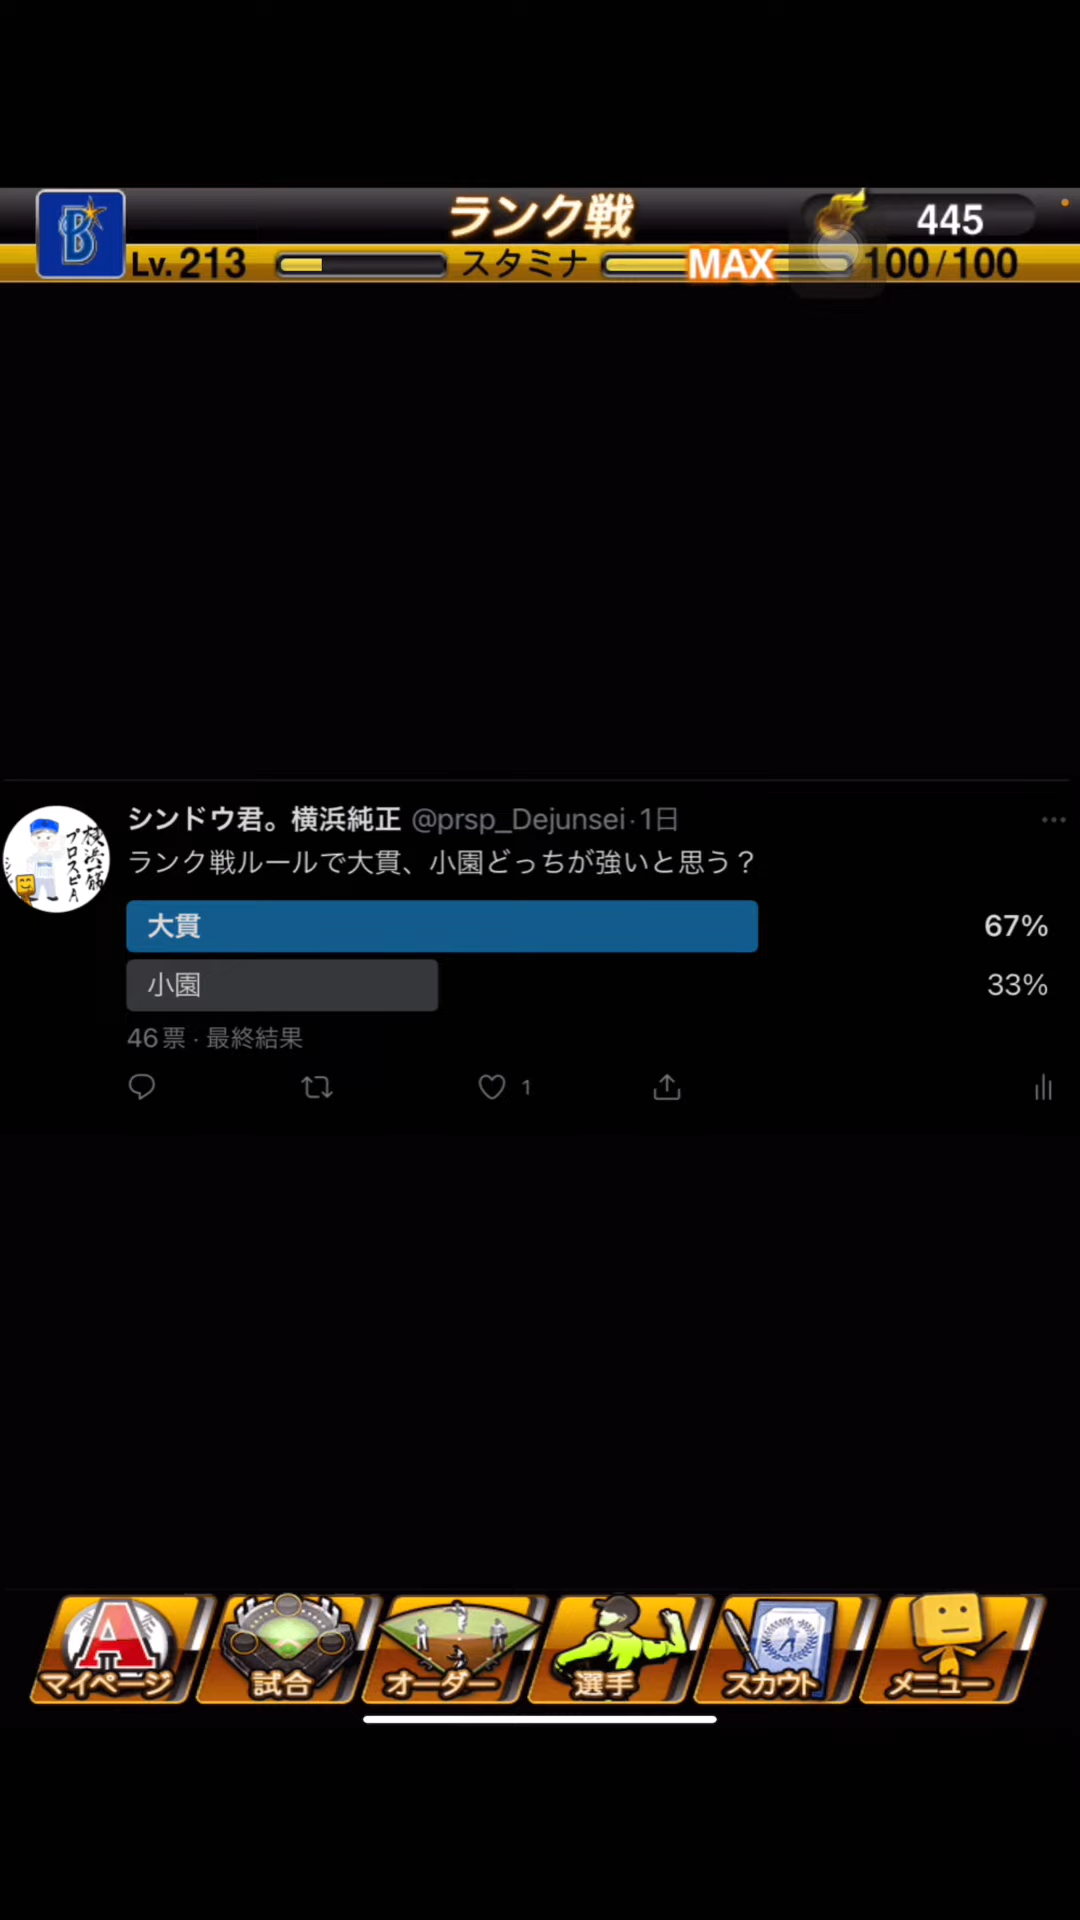 ランク戦
445
Lv.213
スタミナ
MAX
100/100
シンドウ君。横浜純正 @prsp_Dejunsei·1日
ランク戦ルールで大貫、小園どっちが強いと思う？
大貫 67%
小園 33%
46票 · 最終結果
1
マイページ
試合
オーダー
選手
スカウト
メニュー